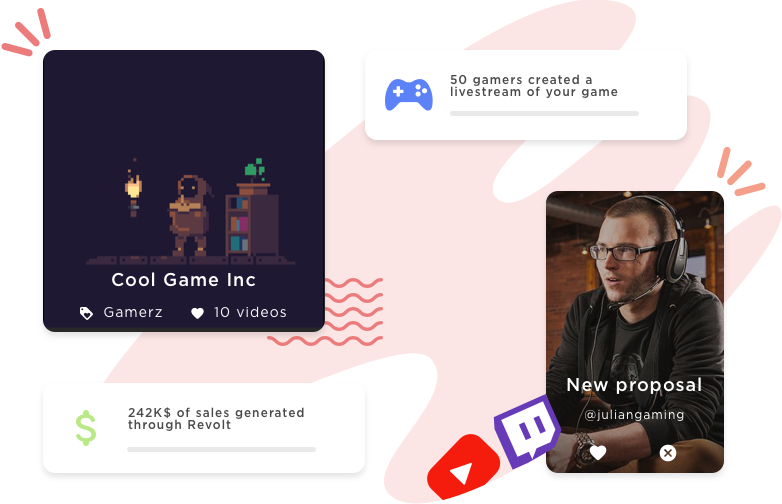 50 gamers created a
livestream of your game
Cool Game Inc
Gamerz
10 videos
New proposal
@juliangaming
242K$ of sales generated
through Revolt